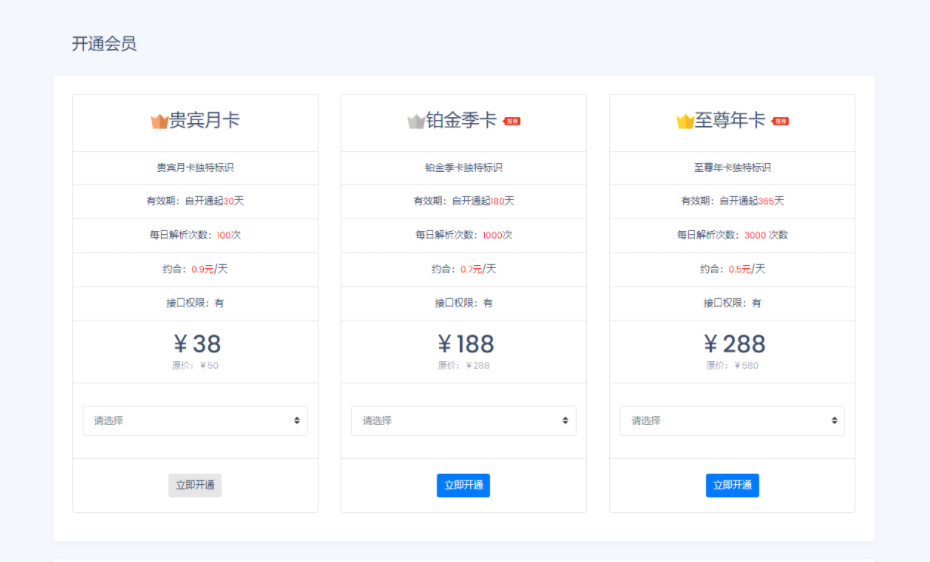 开通会员
贵宾月卡
贵宾月卡独特标识
有效期：自开通起30天
每日解析次数：100次
约合：0.9元/天
接口权限：有
￥38
原价：￥50
请选择
立即开通
铂金季卡 推荐
铂金季卡独特标识
有效期：自开通起180天
每日解析次数：1000次
约合：0.7元/天
接口权限：有
￥188
原价：￥288
请选择
立即开通
至尊年卡 推荐
至尊年卡独特标识
有效期：自开通起365天
每日解析次数：3000 次数
约合：0.5元/天
接口权限：有
￥288
原价：￥580
请选择
立即开通